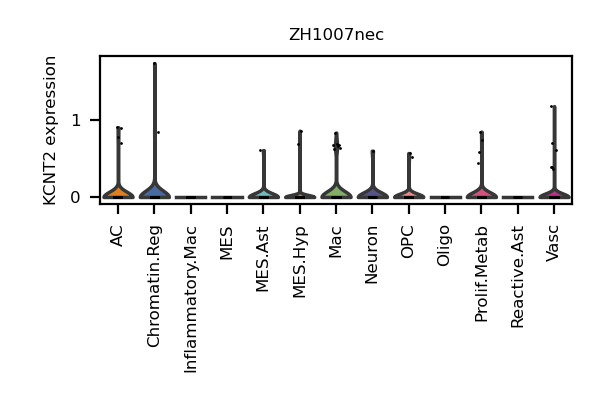 ZH1007nec
KCNT2 expression
1
0
AC
Chromatin.Reg
Inflammatory.Mac
MES
MES.Ast
MES.Hyp
Mac
Neuron
OPC
Oligo
Prolif.Metab
Reactive.Ast
Vasc